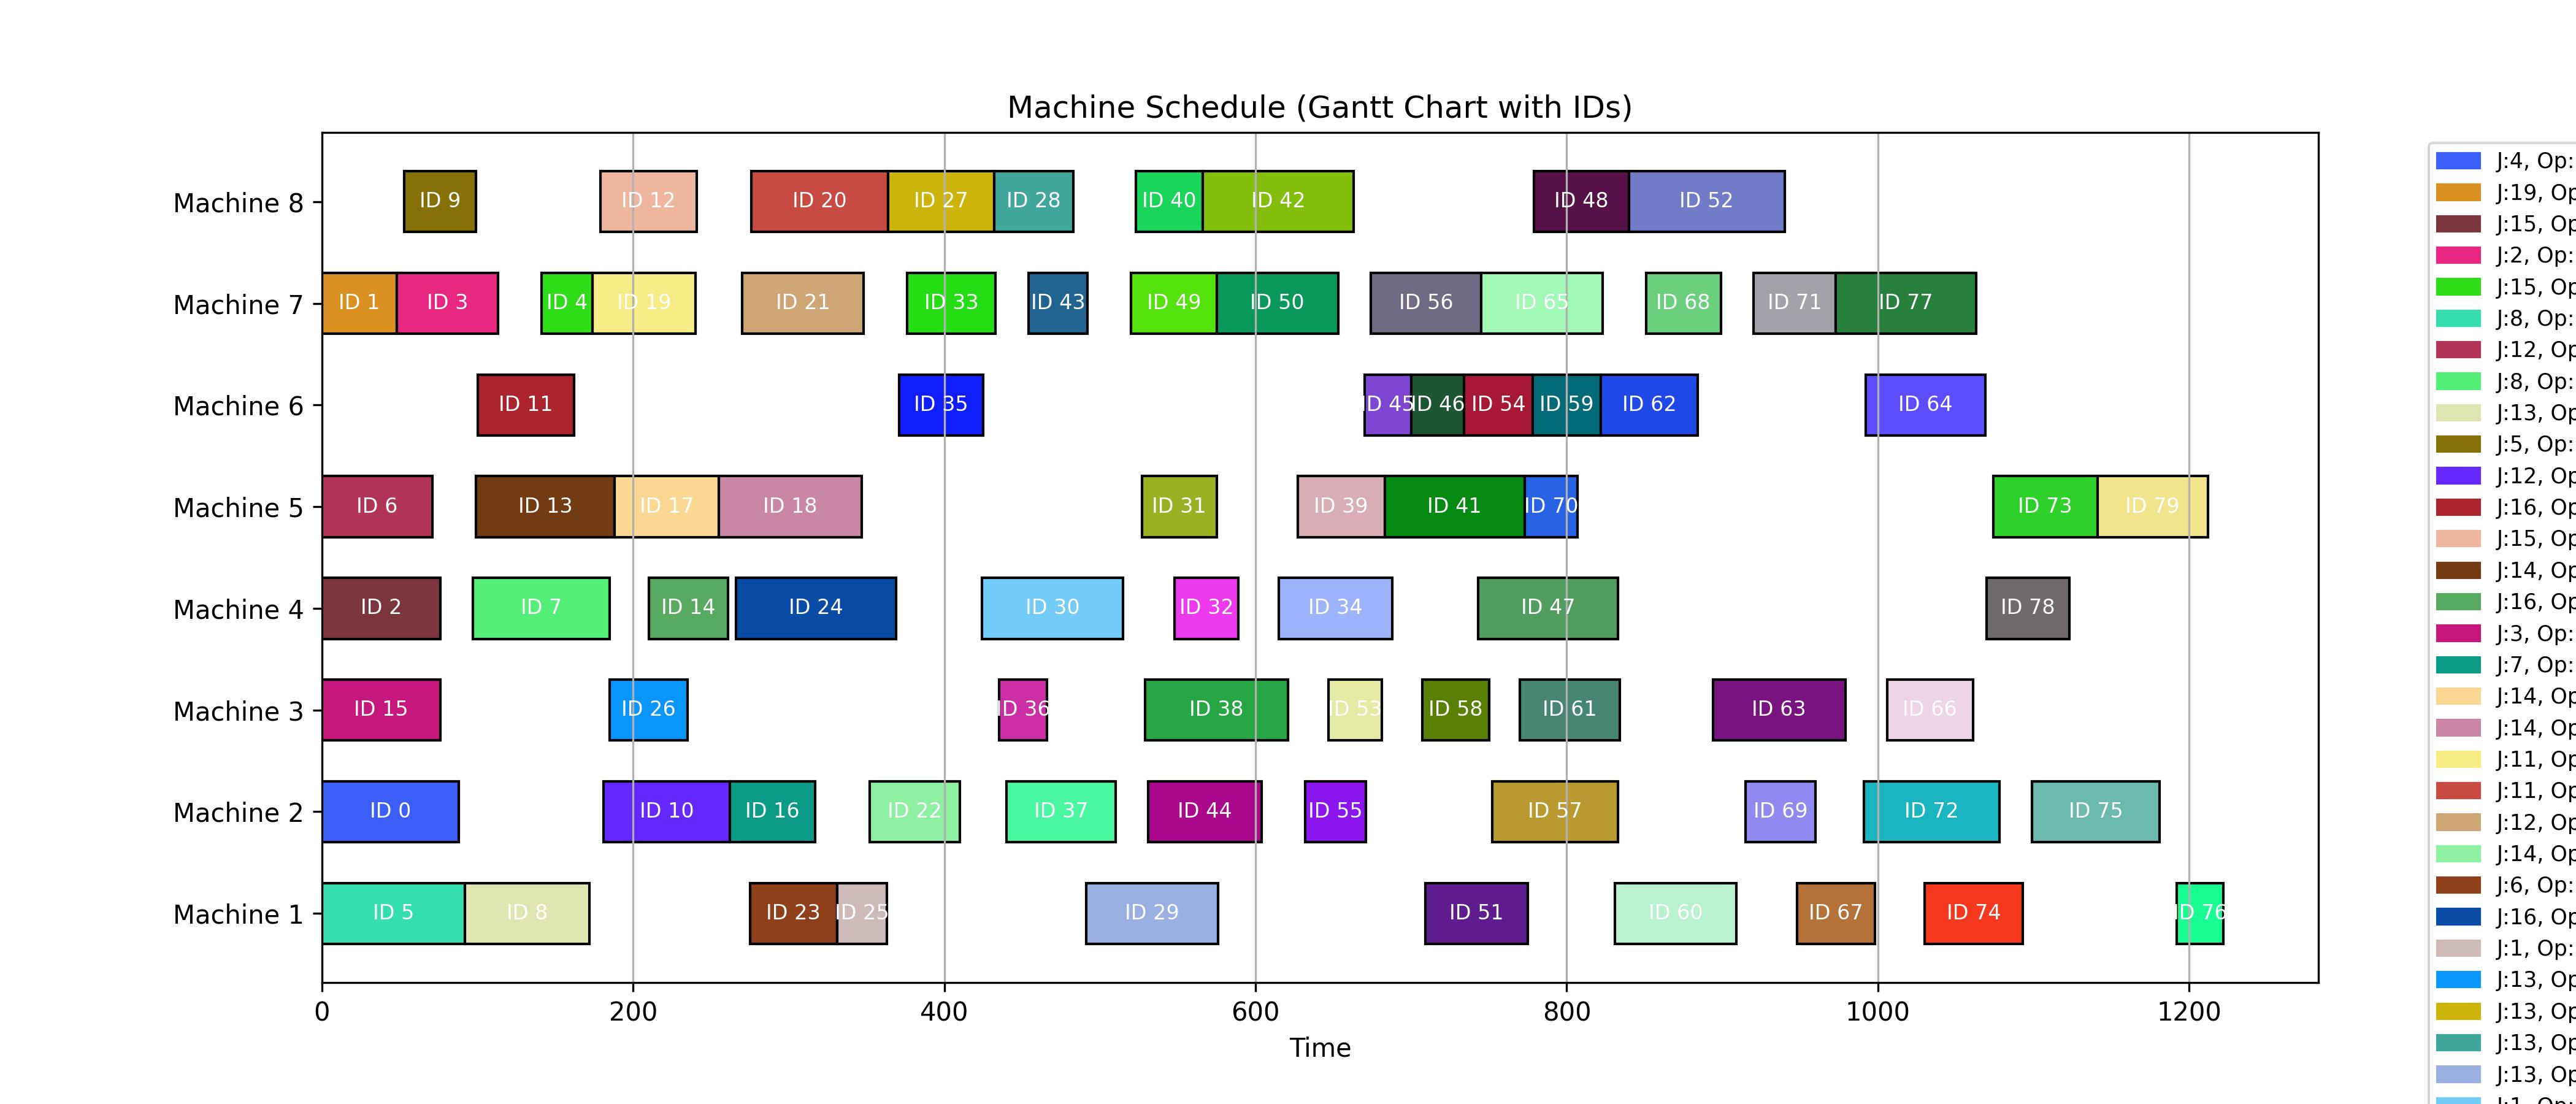 Machine Schedule (Gantt Chart with IDs)
Machine 8
ID 9 ID 12 ID 20 ID 27 ID 28 ID 40 ID 42 ID 48 ID 52
Machine 7
ID 1 ID 3 ID 4 ID 19 ID 21 ID 33 ID 43 ID 49 ID 50 ID 56 ID 65 ID 68 ID 71 ID 77
Machine 6
ID 11 ID 35 ID 45 ID 46 ID 54 ID 59 ID 62 ID 64
Machine 5
ID 6 ID 13 ID 17 ID 18 ID 31 ID 39 ID 41 ID 70 ID 73 ID 79
Machine 4
ID 2 ID 7 ID 14 ID 24 ID 30 ID 32 ID 34 ID 47 ID 78
Machine 3
ID 15 ID 26 ID 36 ID 38 ID 53 ID 58 ID 61 ID 63 ID 66
Machine 2
ID 0 ID 10 ID 16 ID 22 ID 37 ID 44 ID 55 ID 57 ID 69 ID 72 ID 75
Machine 1
ID 5 ID 8 ID 23 ID 25 ID 29 ID 51 ID 60 ID 67 ID 74 ID 76
0 200 400 600 800 1000 1200
Time
J:4, Op:
J:19, Op
J:15, Op
J:2, Op:
J:15, Op
J:8, Op:
J:12, Op
J:8, Op:
J:13, Op
J:5, Op:
J:12, Op
J:16, Op
J:15, Op
J:14, Op
J:16, Op
J:3, Op:
J:7, Op:
J:14, Op
J:14, Op
J:11, Op
J:11, Op
J:12, Op
J:14, Op
J:6, Op:
J:16, Op
J:1, Op:
J:13, Op
J:13, Op
J:13, Op
J:13, Op
J:1, Op: